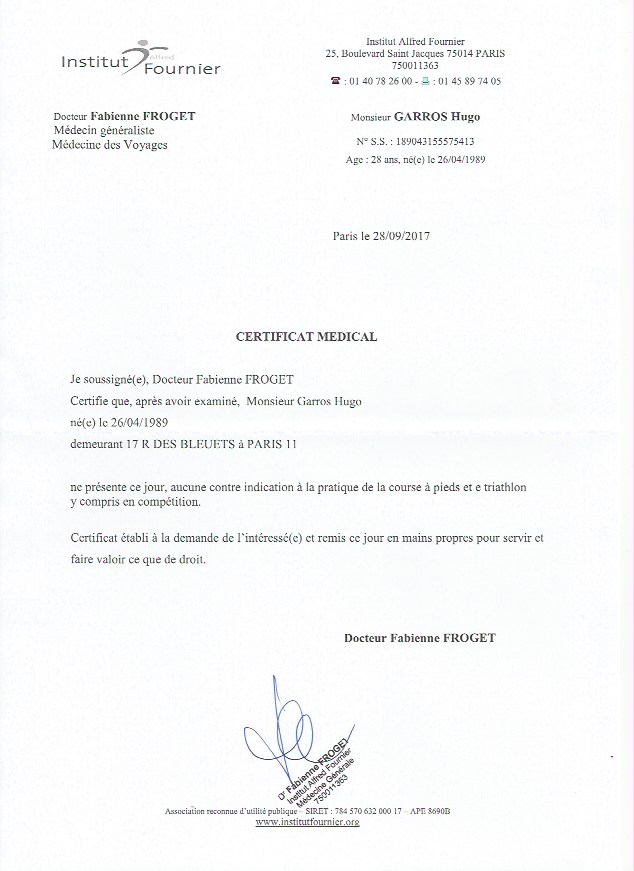 Institut Alfred Fournier
Institut Alfred Fournier
25, Boulevard Saint Jacques 75014 PARIS
750011363
☎ : 01 40 78 26 00 - 🖷 : 01 45 89 74 05
Docteur Fabienne FROGET
Médecin généraliste
Médecine des Voyages
Monsieur GARROS Hugo
N° S.S. : 189043155575413
Age : 28 ans, né(e) le 26/04/1989
Paris le 28/09/2017
CERTIFICAT MEDICAL
Je soussigné(e), Docteur Fabienne FROGET
Certifie que, après avoir examiné, Monsieur Garros Hugo
né(e) le 26/04/1989
demeurant 17 R DES BLEUETS à PARIS 11
ne présente ce jour, aucune contre indication à la pratique de la course à pieds et e triathlon
y compris en compétition.
Certificat établi à la demande de l'intéressé(e) et remis ce jour en mains propres pour servir et
faire valoir ce que de droit.
Docteur Fabienne FROGET
Dr Fabienne FROGET
Institut Alfred Fournier
Médecine Générale
750011363
Association reconnue d'utilité publique – SIRET : 784 570 632 000 17 – APE 8690B
www.institutfournier.org